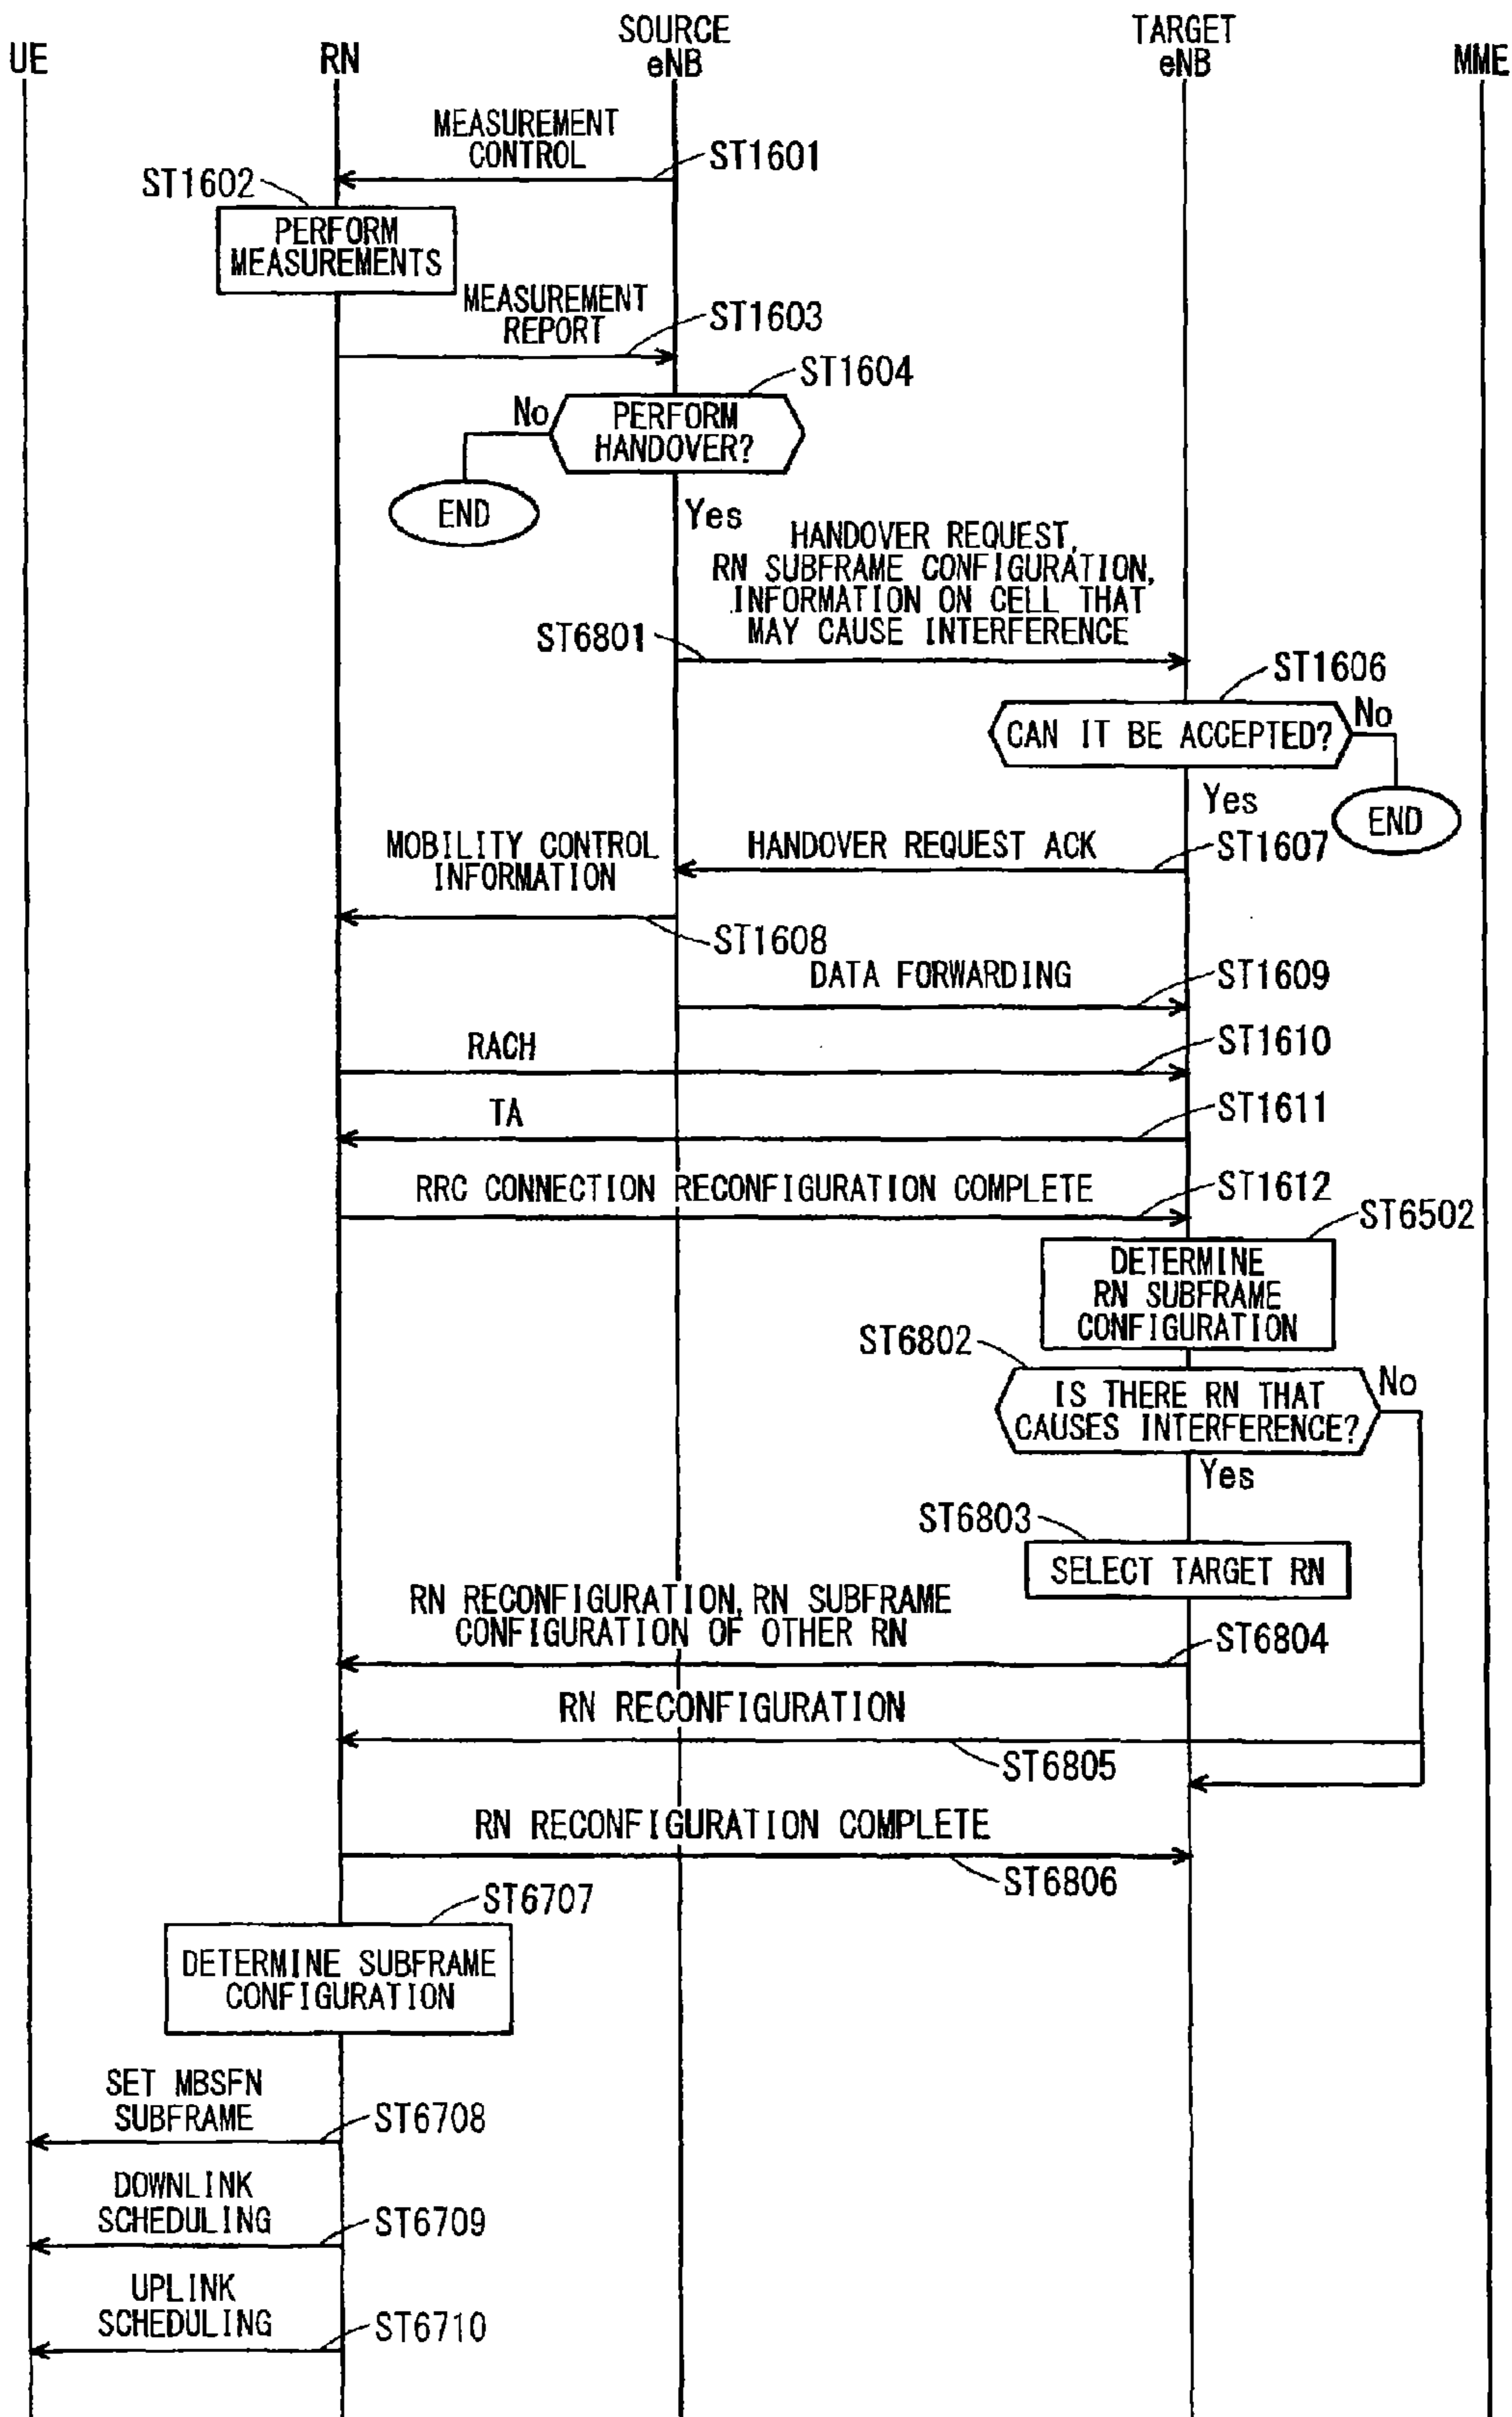 UE
RN
SOURCE
eNB
TARGET
eNB
MME
MEASUREMENT
CONTROL
ST1601
ST1602
PERFORM
MEASUREMENTS
MEASUREMENT
REPORT
ST1603
ST1604
No
PERFORM
HANDOVER?
END
Yes
HANDOVER REQUEST,
RN SUBFRAME CONFIGURATION,
INFORMATION ON CELL THAT
MAY CAUSE INTERFERENCE
ST6801
ST1606
CAN IT BE ACCEPTED?
No
Yes
END
MOBILITY CONTROL
INFORMATION
HANDOVER REQUEST ACK
ST1607
ST1608
DATA FORWARDING
ST1609
RACH
ST1610
TA
ST1611
RRC CONNECTION RECONFIGURATION COMPLETE
ST1612
ST6502
DETERMINE
RN SUBFRAME
CONFIGURATION
ST6802
IS THERE RN THAT
CAUSES INTERFERENCE?
No
Yes
ST6803
SELECT TARGET RN
RN RECONFIGURATION, RN SUBFRAME
CONFIGURATION OF OTHER RN
ST6804
RN RECONFIGURATION
ST6805
RN RECONFIGURATION COMPLETE
ST6806
ST6707
DETERMINE SUBFRAME
CONFIGURATION
SET MBSFN
SUBFRAME
ST6708
DOWNLINK
SCHEDULING
ST6709
UPLINK
SCHEDULING
ST6710